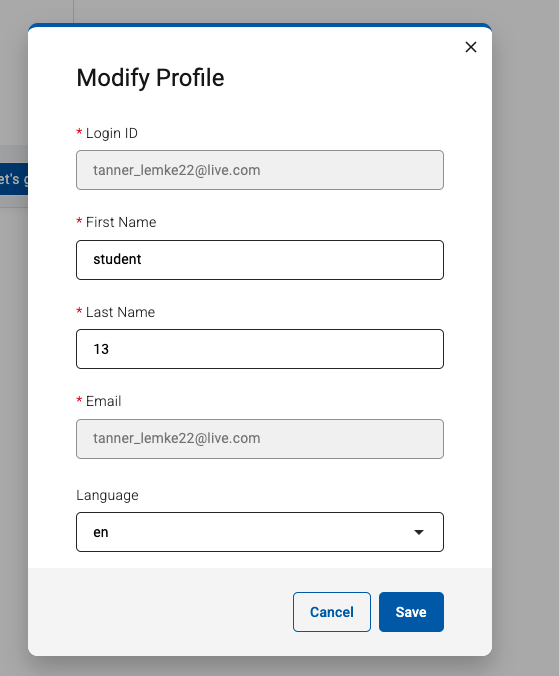 Modify Profile
* Login ID
tanner_lemke22@live.com
* First Name
student
* Last Name
13
* Email
tanner_lemke22@live.com
Language
en
et's g
Cancel
Save